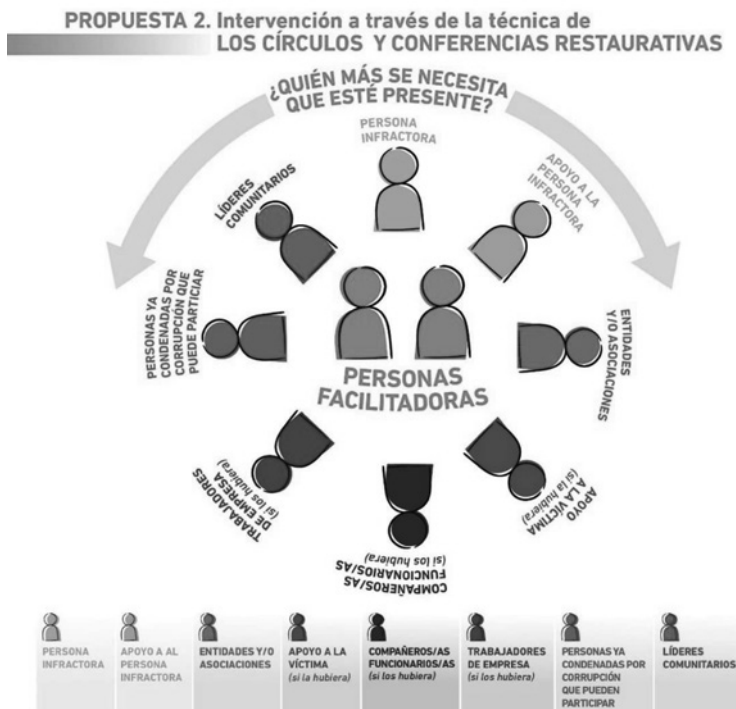 PROPUESTA 2. Intervención a través de la técnica de
LOS CÍRCULOS Y CONFERENCIAS RESTAURATIVAS
¿QUIÉN MÁS SE NECESITA
QUE ESTÉ PRESENTE?
PERSONA
INFRACTORA
APOYO A LA
PERSONA
INFRACTORA
ENTIDADES
Y/O ASOCIACIONES
APOYO
A LA VÍCTIMA
(si la hubiera)
COMPAÑEROS/AS
FUNCIONARIOS/AS
(si los hubiera)
TRABAJADORES
DE EMPRESA
(si los hubiera)
PERSONAS YA
CONDENADAS POR
CORRUPCIÓN QUE
PUEDE PARTICIAR
LÍDERES
COMUNITARIOS
PERSONAS
FACILITADORAS
PERSONA
INFRACTORA
APOYO A AL
PERSONA
INFRACTORA
ENTIDADES Y/O
ASOCIACIONES
APOYO A LA
VÍCTIMA
(si la hubiera)
COMPAÑEROS/AS
FUNCIONARIOS/AS
(si los hubiera)
TRABAJADORES
DE EMPRESA
(si los hubiera)
PERSONAS YA
CONDENADAS POR
CORRUPCIÓN
QUE PUEDEN
PARTICIPAR
LÍDERES
COMUNITARIOS